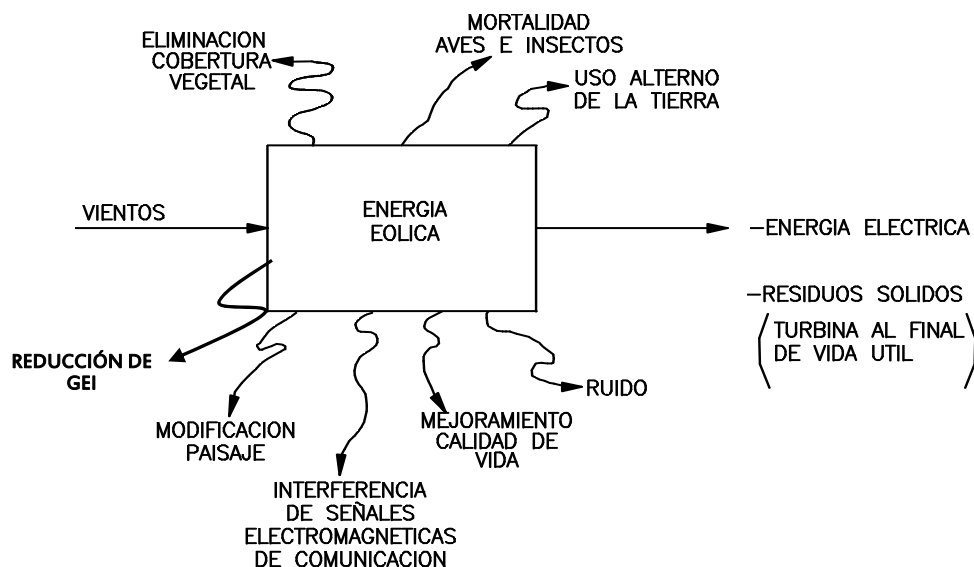 MORTALIDAD
AVES E INSECTOS
ELIMINACION
COBERTURA
VEGETAL
USO ALTERNO
DE LA TIERRA
VIENTOS
ENERGIA
EOLICA
-ENERGIA ELECTRICA
-RESIDUOS SOLIDOS
(TURBINA AL FINAL
DE VIDA UTIL)
REDUCCIÓN DE
GEI
RUIDO
MODIFICACION
PAISAJE
MEJORAMIENTO
CALIDAD DE
VIDA
INTERFERENCIA
DE SEÑALES
ELECTROMAGNETICAS
DE COMUNICACION